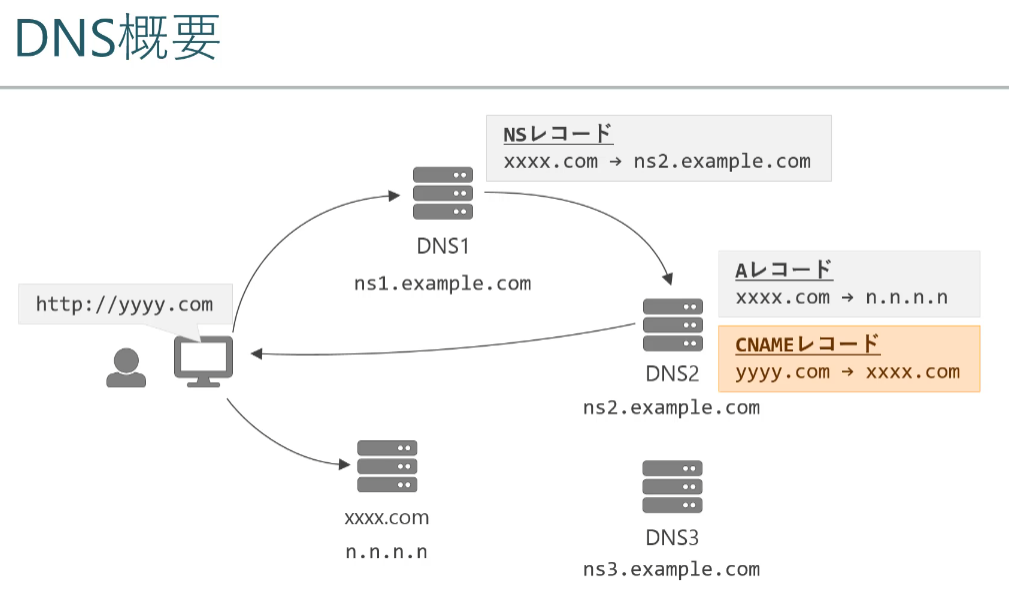 DNS概要
NSレコード
xxxx.com → ns2.example.com
DNS1
ns1.example.com
http://yyyy.com
Aレコード
xxxx.com → n.n.n.n
CNAMEレコード
yyyy.com → xxxx.com
DNS2
ns2.example.com
xxxx.com
n.n.n.n
DNS3
ns3.example.com